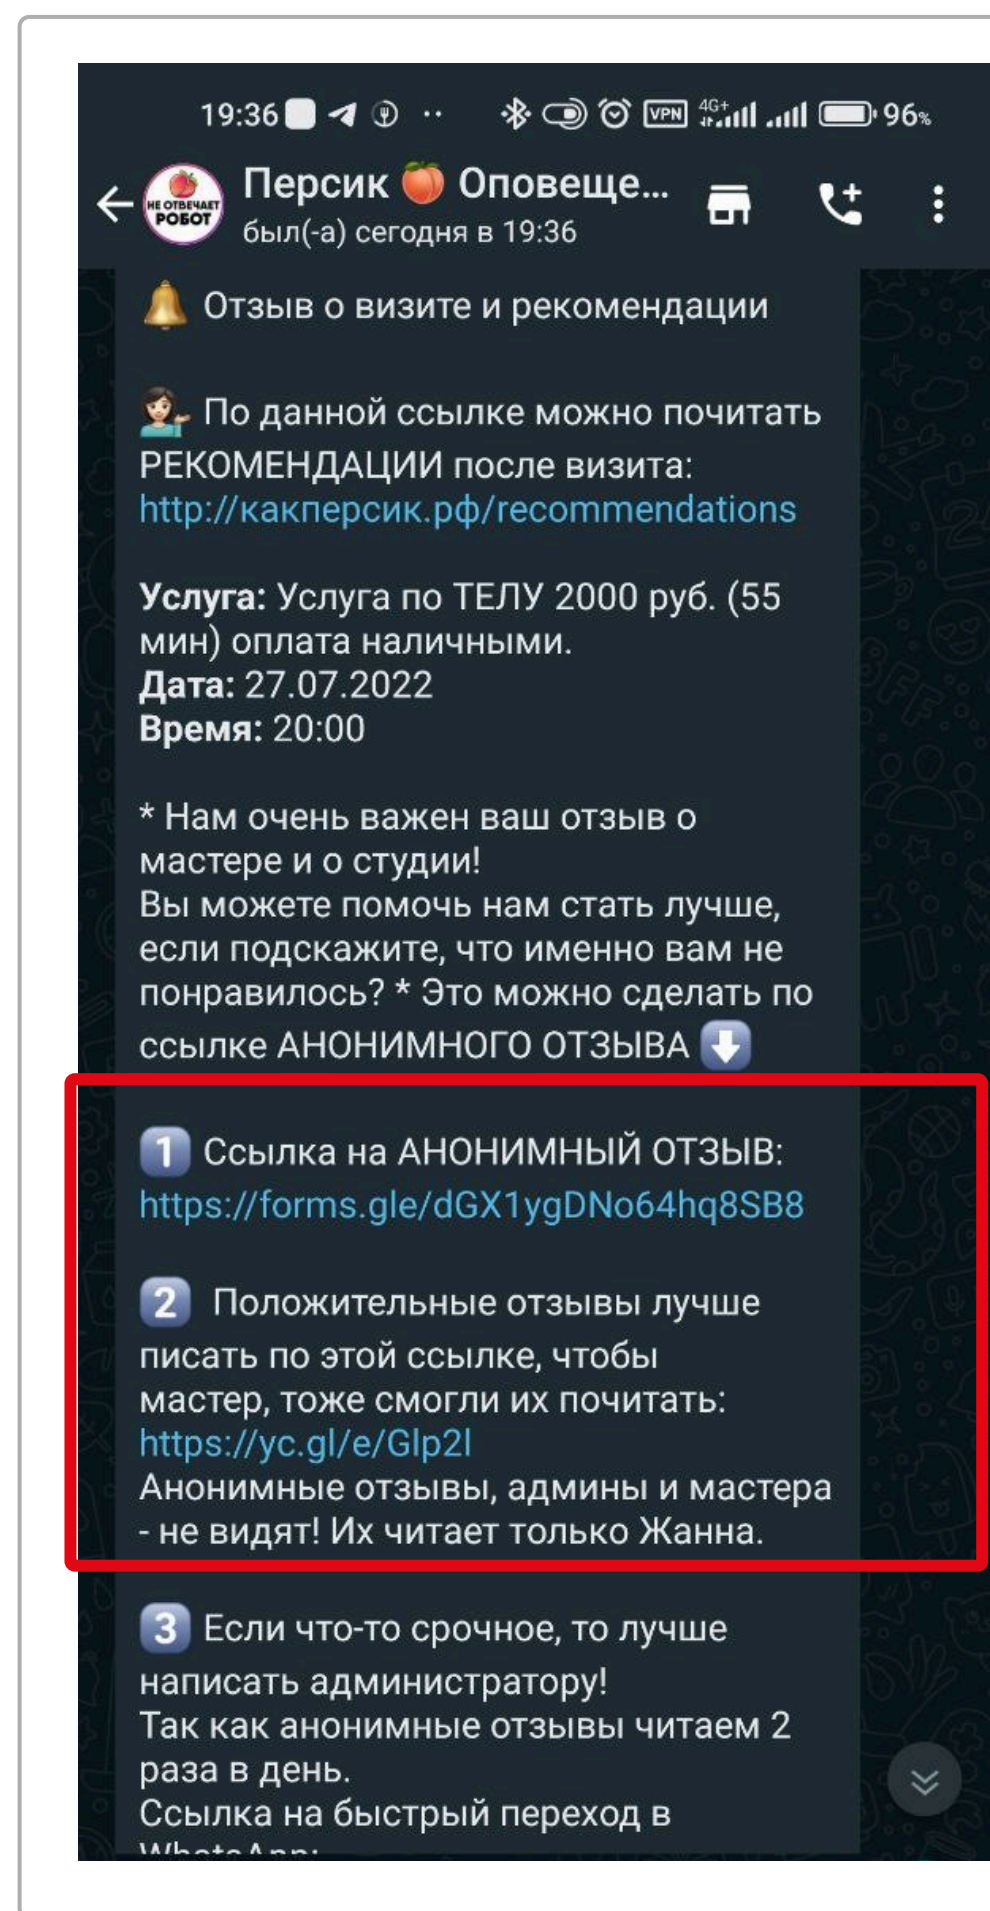 19:36 VPN 4G+ 96%
Персик 🍑 Оповеще...
НЕ ОТВЕЧАЕТ
РОБОТ
был(-а) сегодня в 19:36
🔔 Отзыв о визите и рекомендации
💁🏻‍♀️ По данной ссылке можно почитать
РЕКОМЕНДАЦИИ после визита:
http://какперсик.рф/recommendations
Услуга: Услуга по ТЕЛУ 2000 руб. (55
мин) оплата наличными.
Дата: 27.07.2022
Время: 20:00
* Нам очень важен ваш отзыв о
мастере и о студии!
Вы можете помочь нам стать лучше,
если подскажите, что именно вам не
понравилось? * Это можно сделать по
ссылке АНОНИМНОГО ОТЗЫВА ⬇️
1️⃣ Ссылка на АНОНИМНЫЙ ОТЗЫВ:
https://forms.gle/dGX1ygDNo64hq8SB8
2️⃣ Положительные отзывы лучше
писать по этой ссылке, чтобы
мастер, тоже смогли их почитать:
https://yc.gl/e/Glp2l
Анонимные отзывы, админы и мастера
- не видят! Их читает только Жанна.
3️⃣ Если что-то срочное, то лучше
написать администратору!
Так как анонимные отзывы читаем 2
раза в день.
Ссылка на быстрый переход в
WhatsApp: